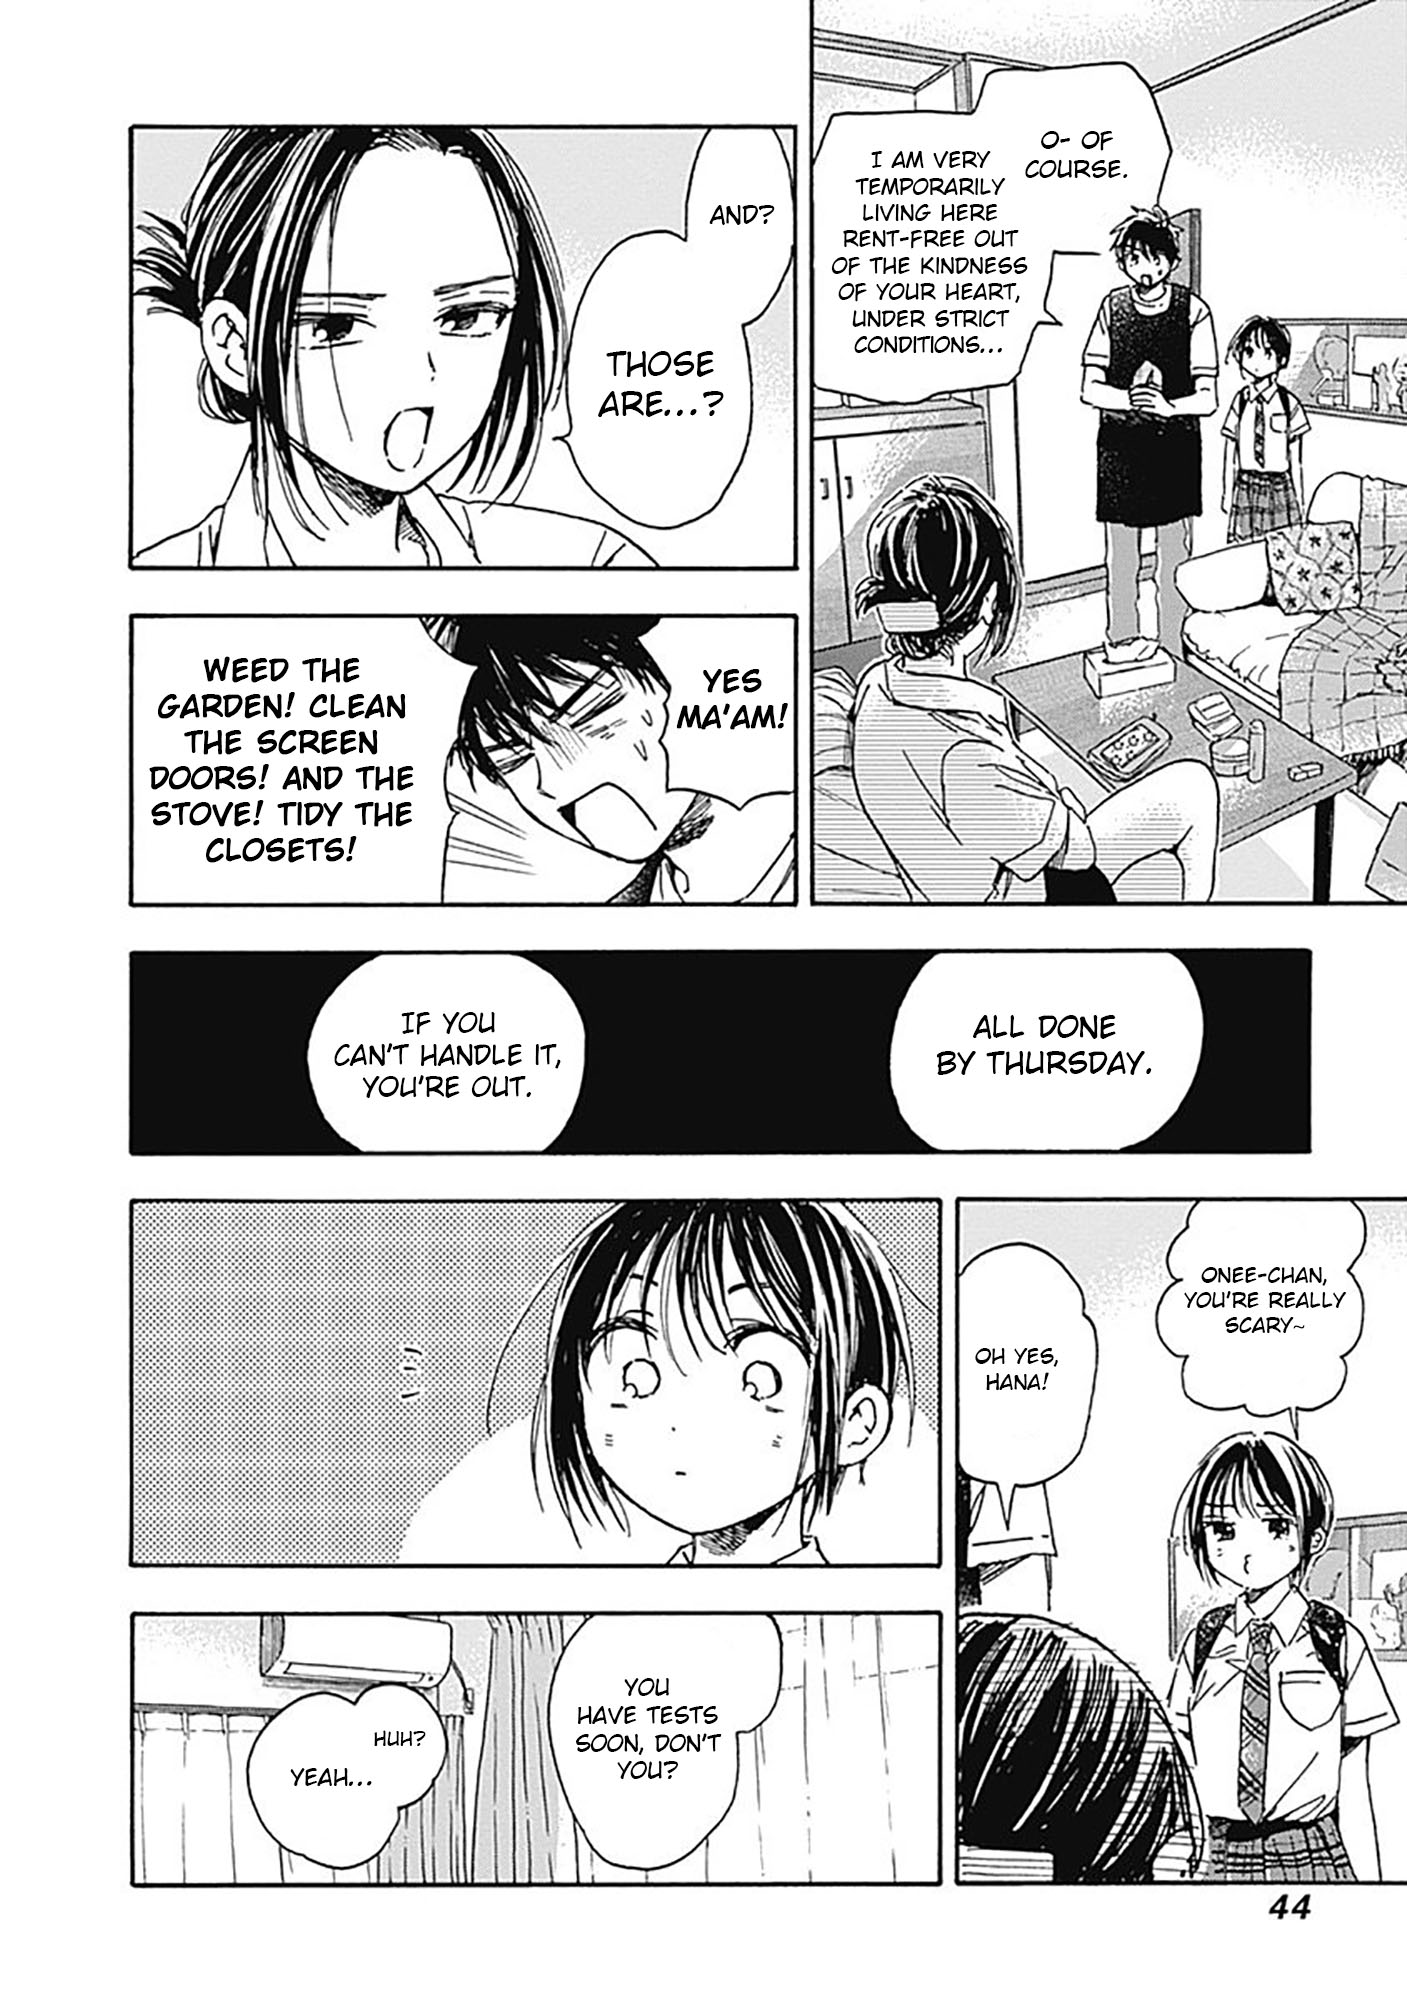 O- OF
COURSE.
I AM VERY
TEMPORARILY
LIVING HERE
RENT-FREE OUT
OF THE KINDNESS
OF YOUR HEART,
UNDER STRICT
CONDITIONS...
AND?
THOSE
ARE...?
YES
MA'AM!
WEED THE
GARDEN! CLEAN
THE SCREEN
DOORS! AND THE
STOVE! TIDY THE
CLOSETS!
ALL DONE
BY THURSDAY.
IF YOU
CAN'T HANDLE IT,
YOU'RE OUT.
ONEE-CHAN,
YOU'RE REALLY
SCARY~
OH YES,
HANA!
YOU
HAVE TESTS
SOON, DON'T
YOU?
HUH?
YEAH...
44